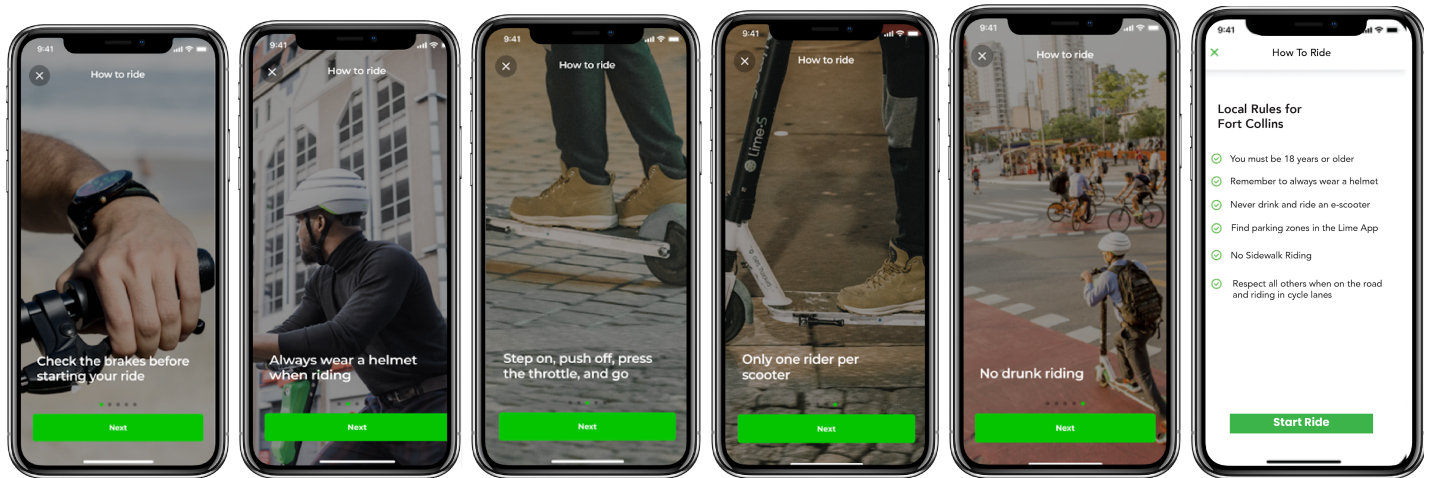 9:41
How to ride
Check the brakes before
starting your ride
Next
9:41
How to ride
Always wear a helmet
when riding
Next
9:41
How to ride
Step on, push off, press
the throttle, and go
Next
9:41
How to ride
Lime-S
Only one rider per
scooter
Next
9:41
How to ride
No drunk riding
Next
9:41
How To Ride
Local Rules for
Fort Collins
You must be 18 years or older
Remember to always wear a helmet
Never drink and ride an e-scooter
Find parking zones in the Lime App
No Sidewalk Riding
Respect all others when on the road
and riding in cycle lanes
Start Ride